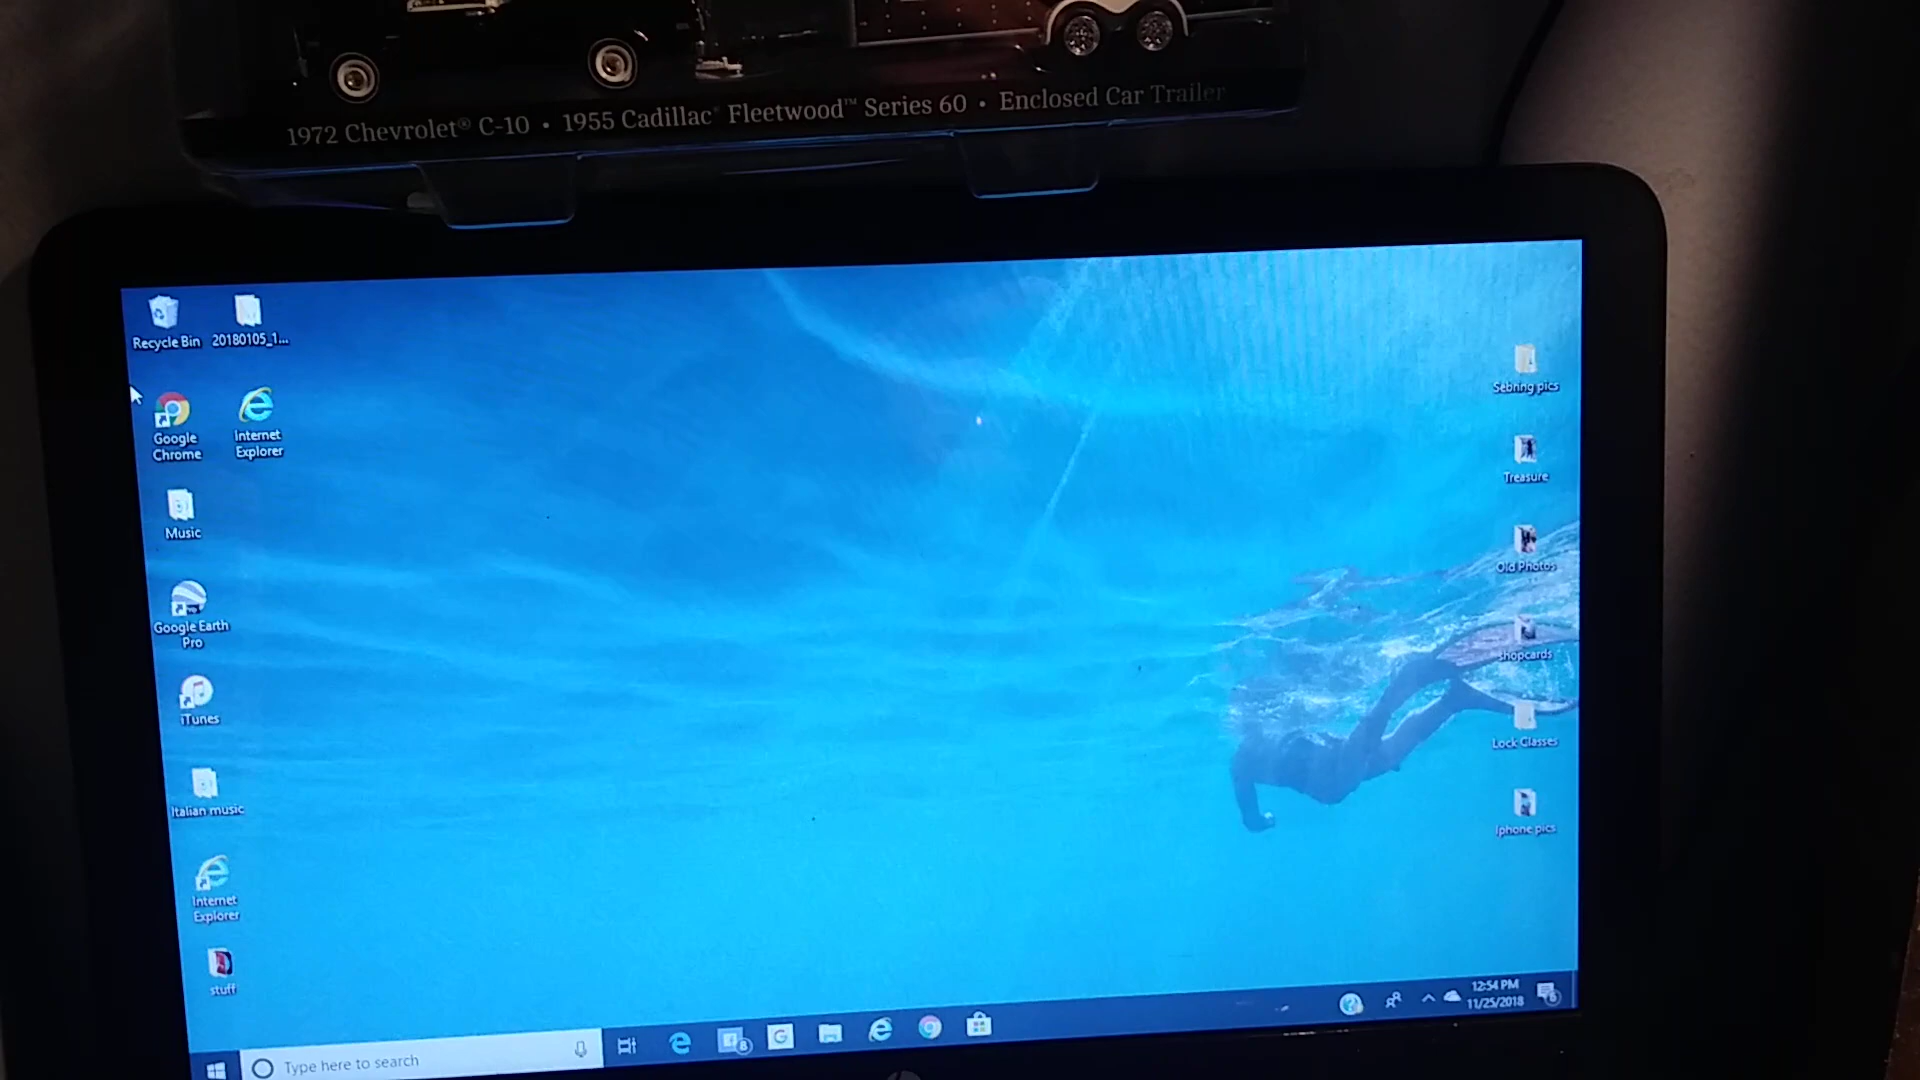 1972 Chevrolet® C-10 • 1955 Cadillac® Fleetwood™ Series 60 • Enclosed Car Trailer
Recycle Bin
20180105_1...
Google
Chrome
Internet
Explorer
Music
Google Earth
Pro
iTunes
Italian music
Internet
Explorer
stuff
Sebring pics
Treasure
Old Photos
shopcards
Lock Classes
Iphone pics
Type here to search
8
G
12:54 PM
11/25/2018
6